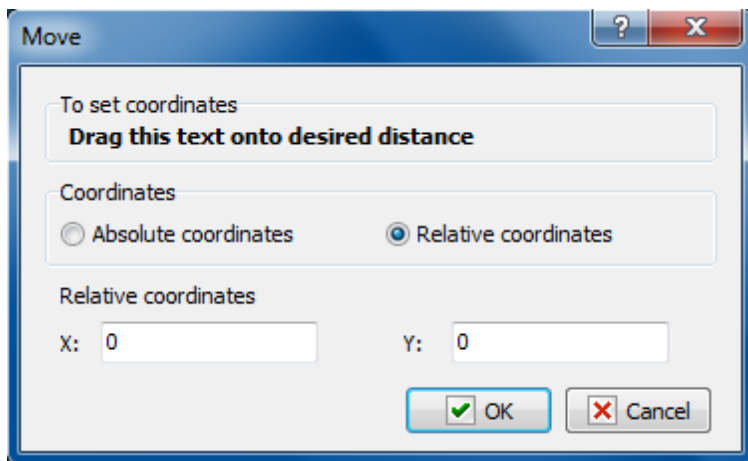 Move
?
To set coordinates
Drag this text onto desired distance
Coordinates
Absolute coordinates Relative coordinates
Relative coordinates
X: 0 Y: 0
OK Cancel